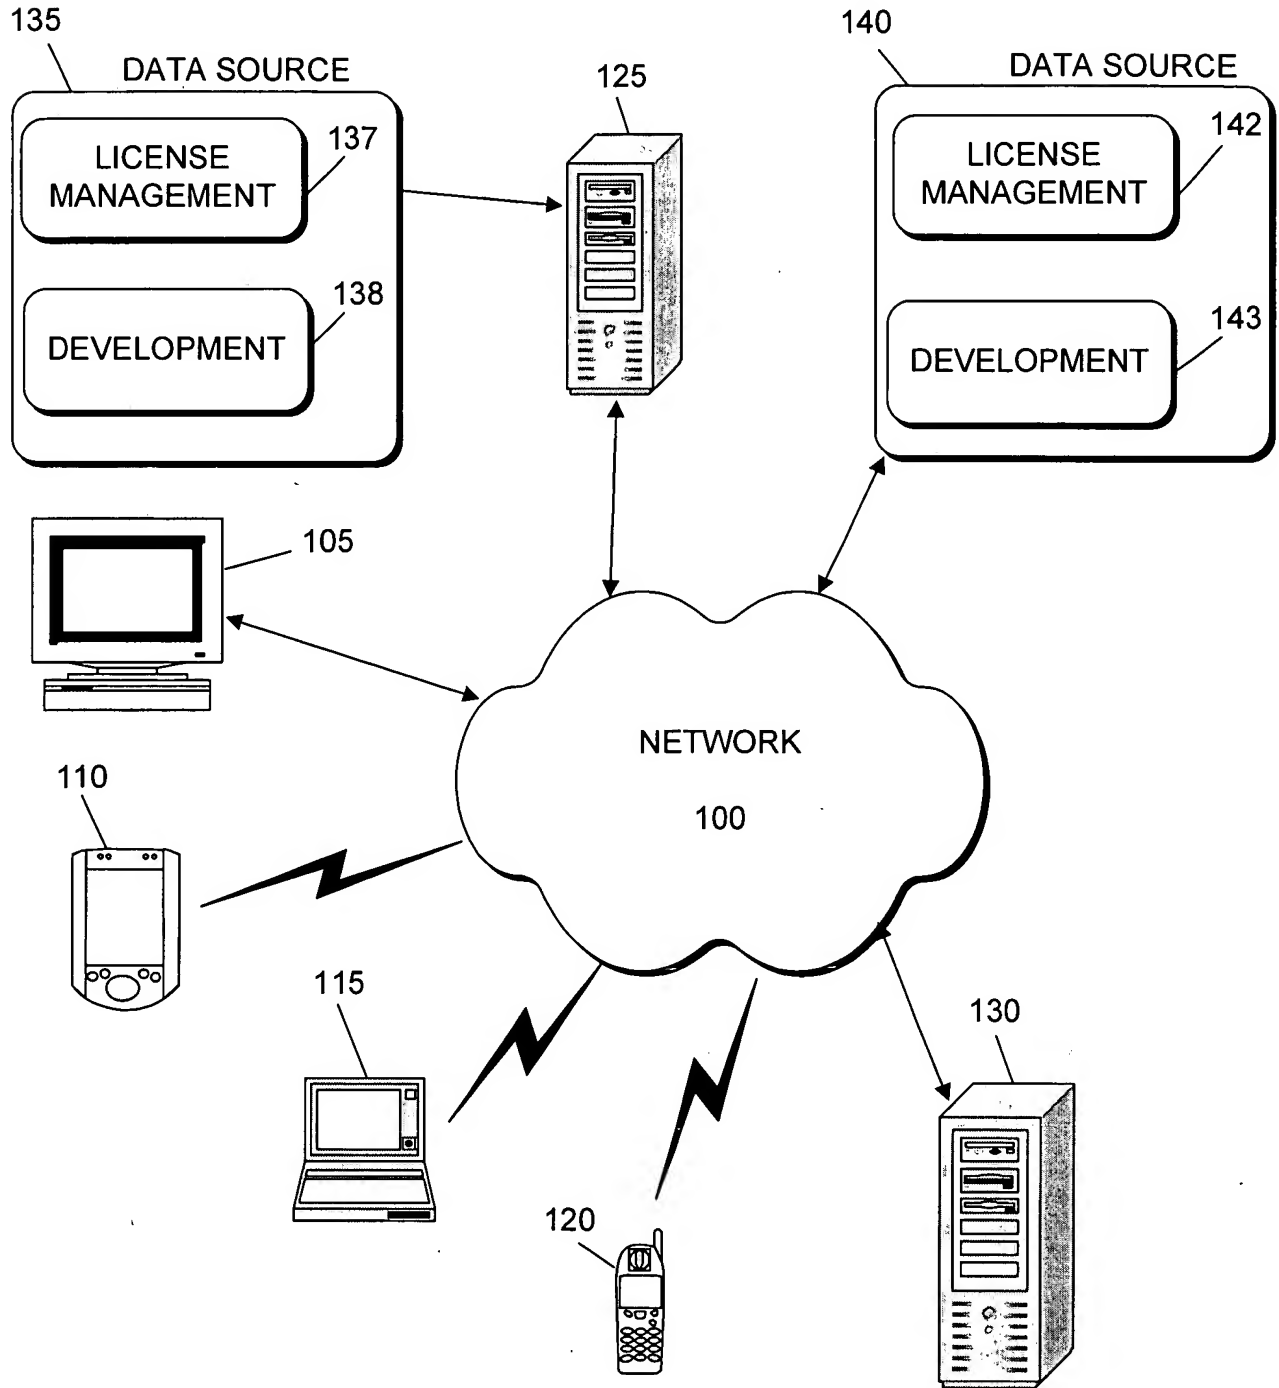 135
DATA SOURCE
LICENSE
MANAGEMENT
137
DEVELOPMENT
138
125
140
DATA SOURCE
LICENSE
MANAGEMENT
142
DEVELOPMENT
143
105
NETWORK
100
110
115
120
130